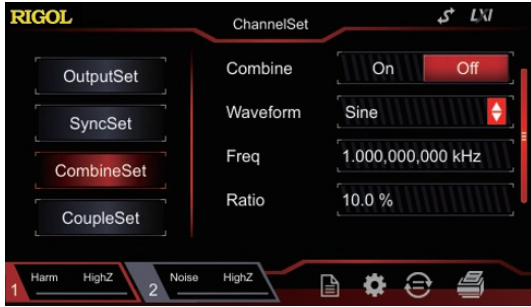 RIGOL
ChannelSet
LXI
OutputSet
SyncSet
CombineSet
CoupleSet
Combine On Off
Waveform Sine
Freq 1.000,000,000 kHz
Ratio 10.0 %
1 Harm HighZ 2 Noise HighZ